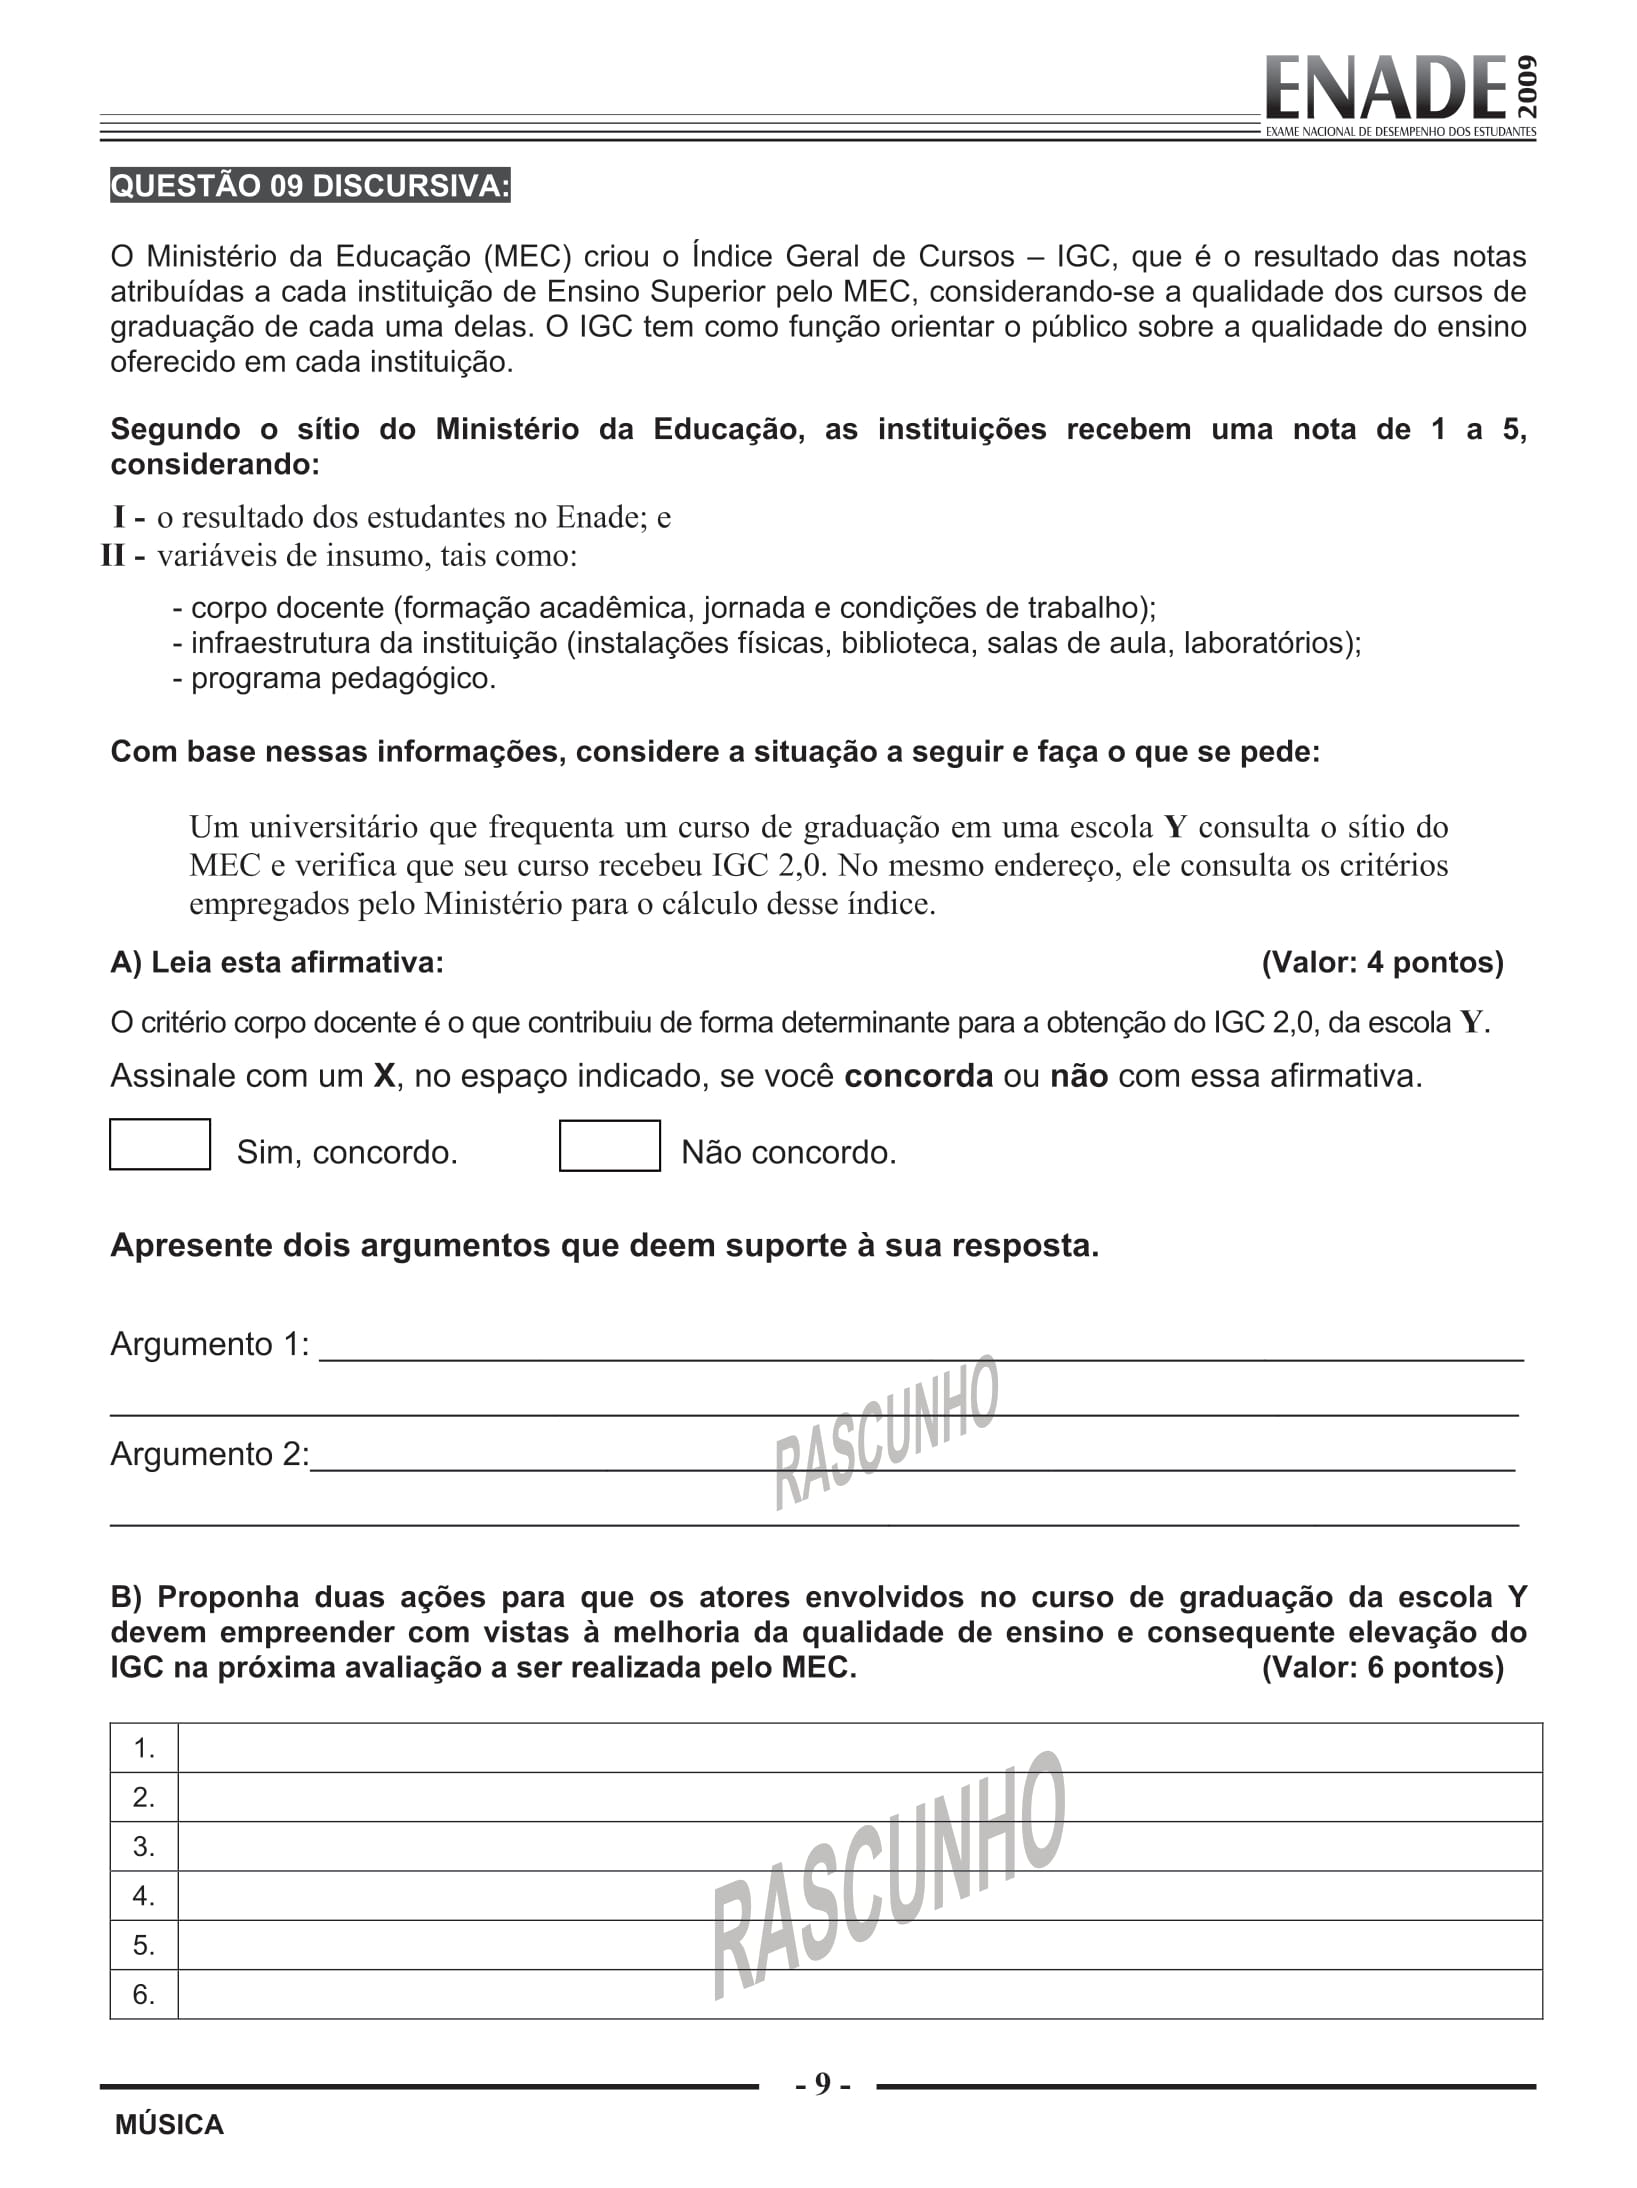 ENADE 2009
EXAME NACIONAL DE DESEMPENHO DOS ESTUDANTES
QUESTÃO 09 DISCURSIVA:
O Ministério da Educação (MEC) criou o Índice Geral de Cursos – IGC, que é o resultado das notas
atribuídas a cada instituição de Ensino Superior pelo MEC, considerando-se a qualidade dos cursos de
graduação de cada uma delas. O IGC tem como função orientar o público sobre a qualidade do ensino
oferecido em cada instituição.
Segundo o sítio do Ministério da Educação, as instituições recebem uma nota de 1 a 5,
considerando:
I - o resultado dos estudantes no Enade; e
II - variáveis de insumo, tais como:
- corpo docente (formação acadêmica, jornada e condições de trabalho);
- infraestrutura da instituição (instalações físicas, biblioteca, salas de aula, laboratórios);
- programa pedagógico.
Com base nessas informações, considere a situação a seguir e faça o que se pede:
Um universitário que frequenta um curso de graduação em uma escola Y consulta o sítio do
MEC e verifica que seu curso recebeu IGC 2,0. No mesmo endereço, ele consulta os critérios
empregados pelo Ministério para o cálculo desse índice.
A) Leia esta afirmativa: (Valor: 4 pontos)
O critério corpo docente é o que contribuiu de forma determinante para a obtenção do IGC 2,0, da escola Y.
Assinale com um X, no espaço indicado, se você concorda ou não com essa afirmativa.
Sim, concordo. Não concordo.
Apresente dois argumentos que deem suporte à sua resposta.
Argumento 1:
RASCUNHO
Argumento 2:
B) Proponha duas ações para que os atores envolvidos no curso de graduação da escola Y
devem empreender com vistas à melhoria da qualidade de ensino e consequente elevação do
IGC na próxima avaliação a ser realizada pelo MEC. (Valor: 6 pontos)
1.
2.
3.
4.
5.
6.
RASCUNHO
- 9 -
MÚSICA